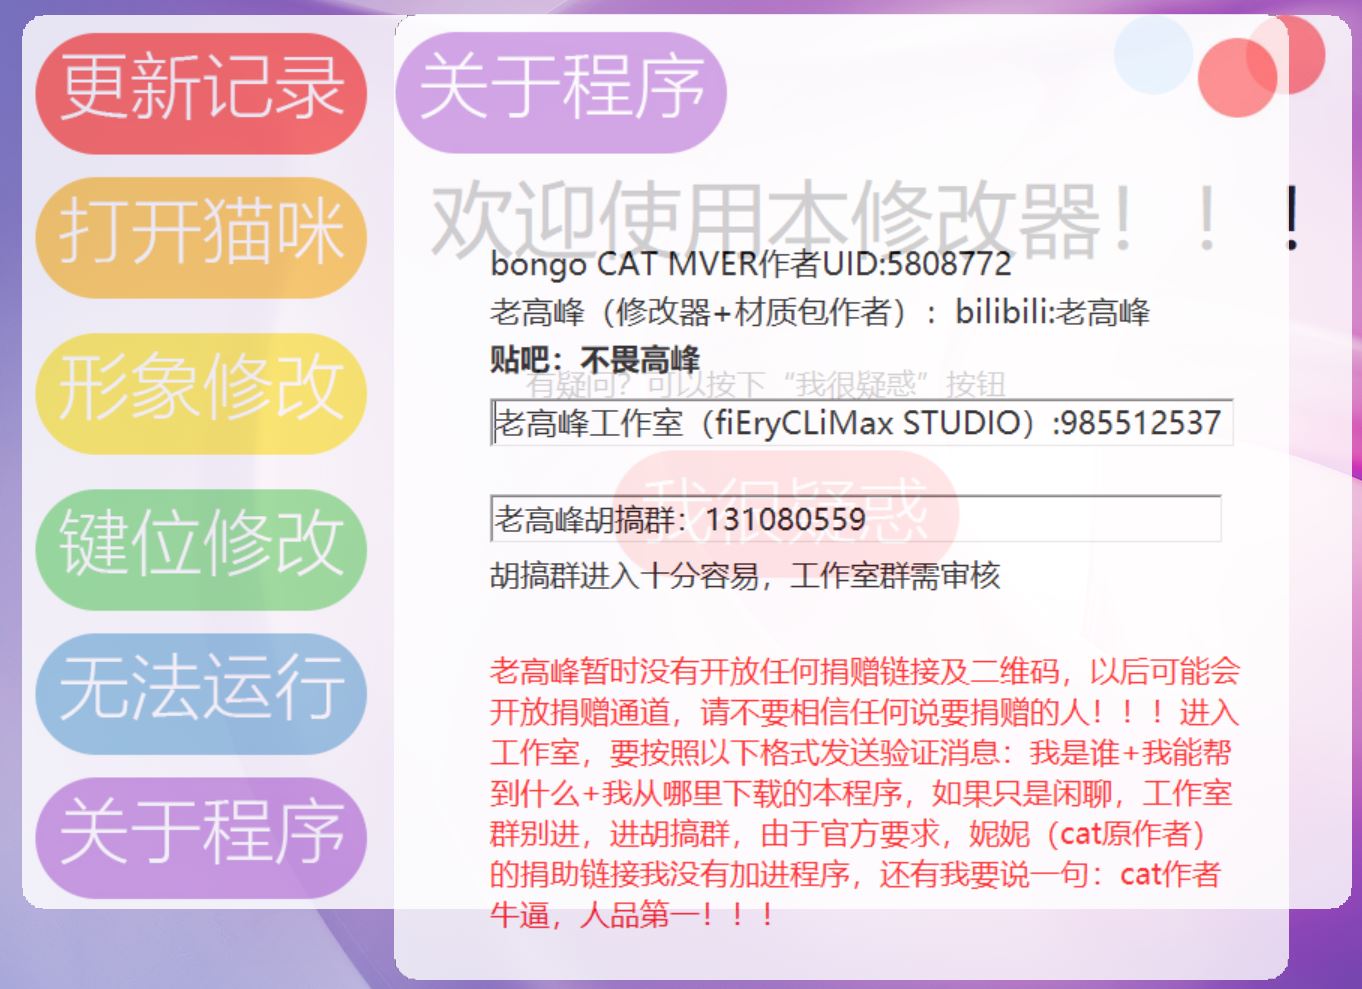 更新记录
打开猫咪
形象修改
键位修改
无法运行
关于程序
关于程序
欢迎使用本修改器！！！
bongo CAT MVER作者UID:5808772
老高峰（修改器+材质包作者）：bilibili:老高峰
贴吧：不畏高峰
有疑问？可以按下“我很疑惑”按钮
老高峰工作室（fiEryCLiMax STUDIO）:985512537
我很疑惑
老高峰胡搞群：131080559
胡搞群进入十分容易，工作室群需审核
老高峰暂时没有开放任何捐赠链接及二维码，以后可能会
开放捐赠通道，请不要相信任何说要捐赠的人！！！进入
工作室，要按照以下格式发送验证消息：我是谁+我能帮
到什么+我从哪里下载的本程序，如果只是闲聊，工作室
群别进，进胡搞群，由于官方要求，妮妮（cat原作者）
的捐助链接我没有加进程序，还有我要说一句：cat作者
牛逼，人品第一！！！